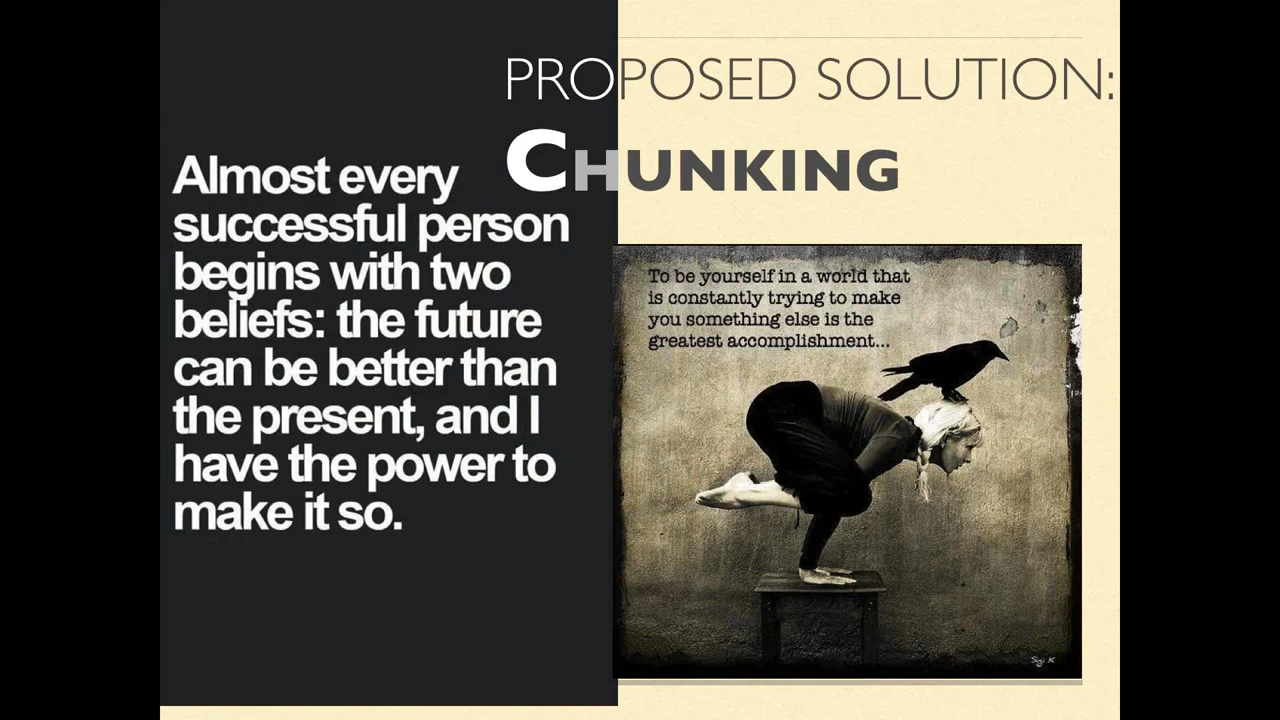 PROPOSED SOLUTION:
CHUNKING
Almost every
successful person
begins with two
beliefs: the future
can be better than
the present, and I
have the power to
make it so.
To be yourself in a world that
is constantly trying to make
you something else is the
greatest accomplishment...
Sigi K